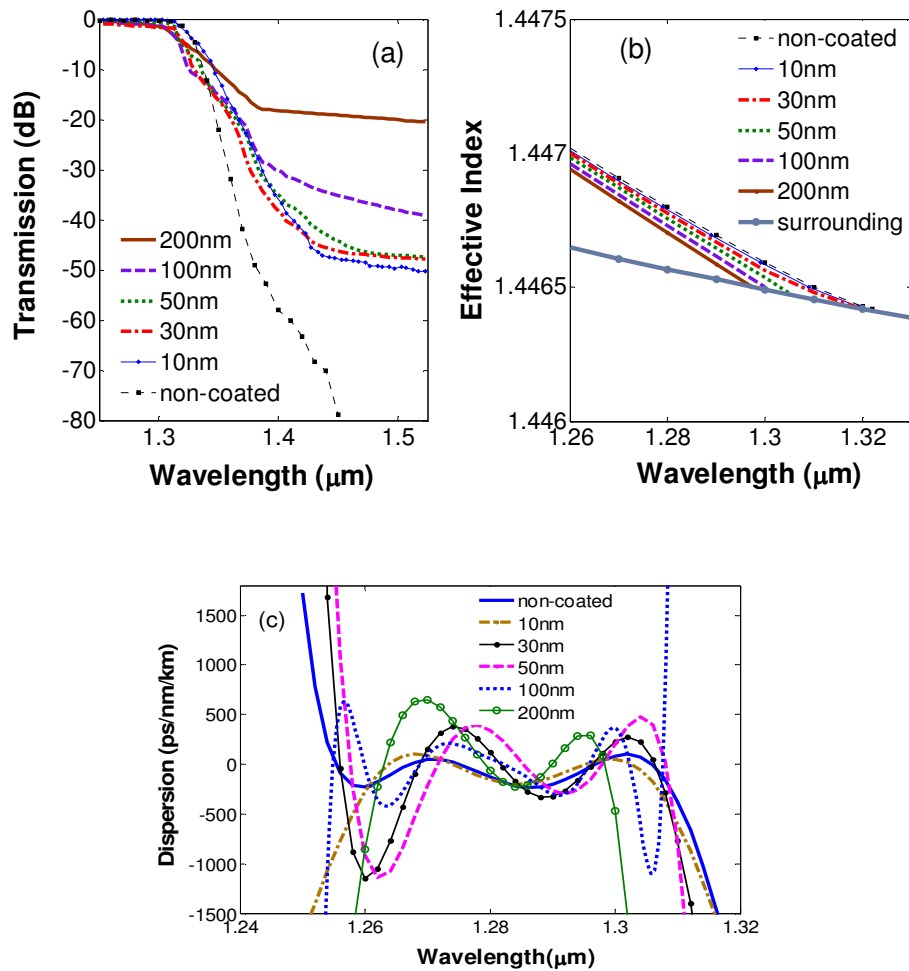 (a)
Transmission (dB)
0
-10
-20
-30
-40
-50
-60
-70
-80
200nm
100nm
50nm
30nm
10nm
non-coated
1.3
1.4
1.5
Wavelength (μm)
(b)
Effective Index
1.4475
1.447
1.4465
1.446
non-coated
10nm
30nm
50nm
100nm
200nm
surrounding
1.26
1.28
1.3
1.32
Wavelength (μm)
(c)
Dispersion (ps/nm/km)
1500
1000
500
0
-500
-1000
-1500
non-coated
10nm
30nm
50nm
100nm
200nm
1.24
1.26
1.28
1.3
1.32
Wavelength(μm)